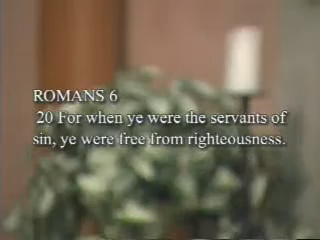 ROMANS 6
20 For when ye were the servants of
sin, ye were free from righteousness.